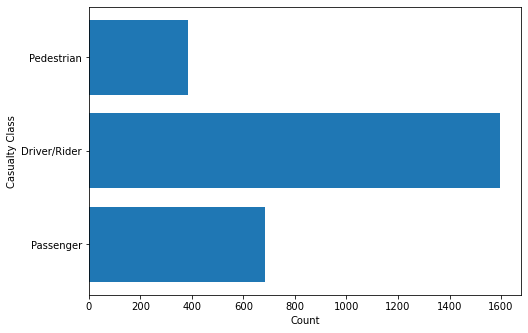 Pedestrian
Driver/Rider
Passenger
Casualty Class
0 200 400 600 800 1000 1200 1400 1600
Count